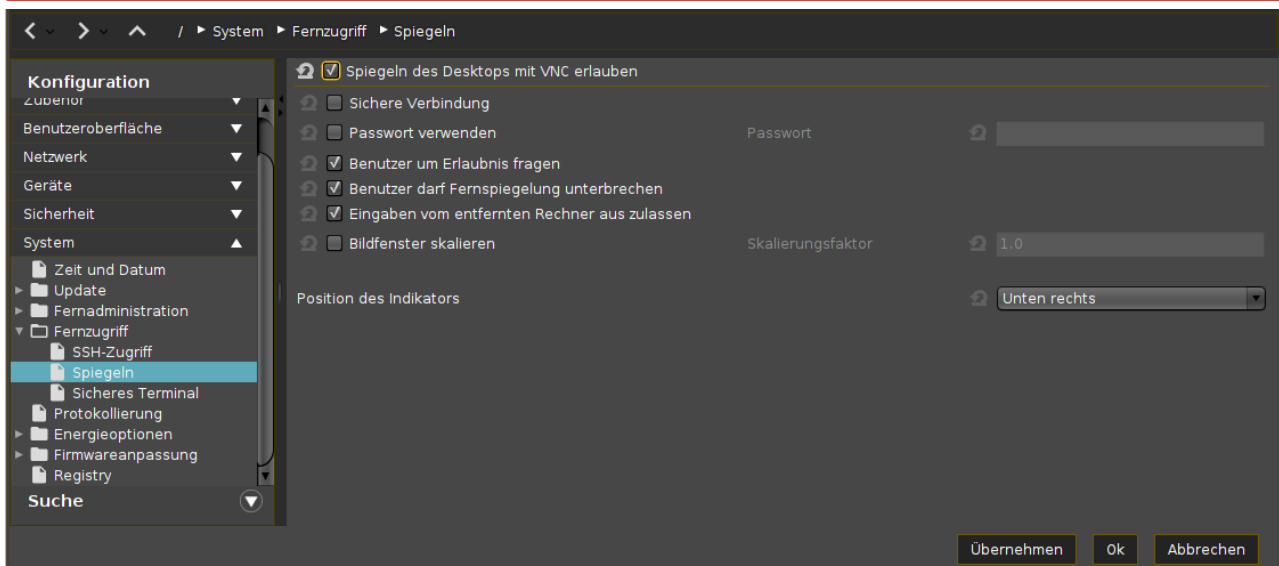 / System Fernzugriff Spiegeln
Konfiguration
Zubehör
Benutzeroberfläche
Netzwerk
Geräte
Sicherheit
System
Zeit und Datum
Update
Fernadministration
Fernzugriff
SSH-Zugriff
Spiegeln
Sicheres Terminal
Protokollierung
Energieoptionen
Firmwareanpassung
Registry
Suche
Spiegeln des Desktops mit VNC erlauben
Sichere Verbindung
Passwort verwenden Passwort
Benutzer um Erlaubnis fragen
Benutzer darf Fernspiegelung unterbrechen
Eingaben vom entfernten Rechner aus zulassen
Bildfenster skalieren Skalierungsfaktor 1.0
Position des Indikators Unten rechts
Übernehmen Ok Abbrechen